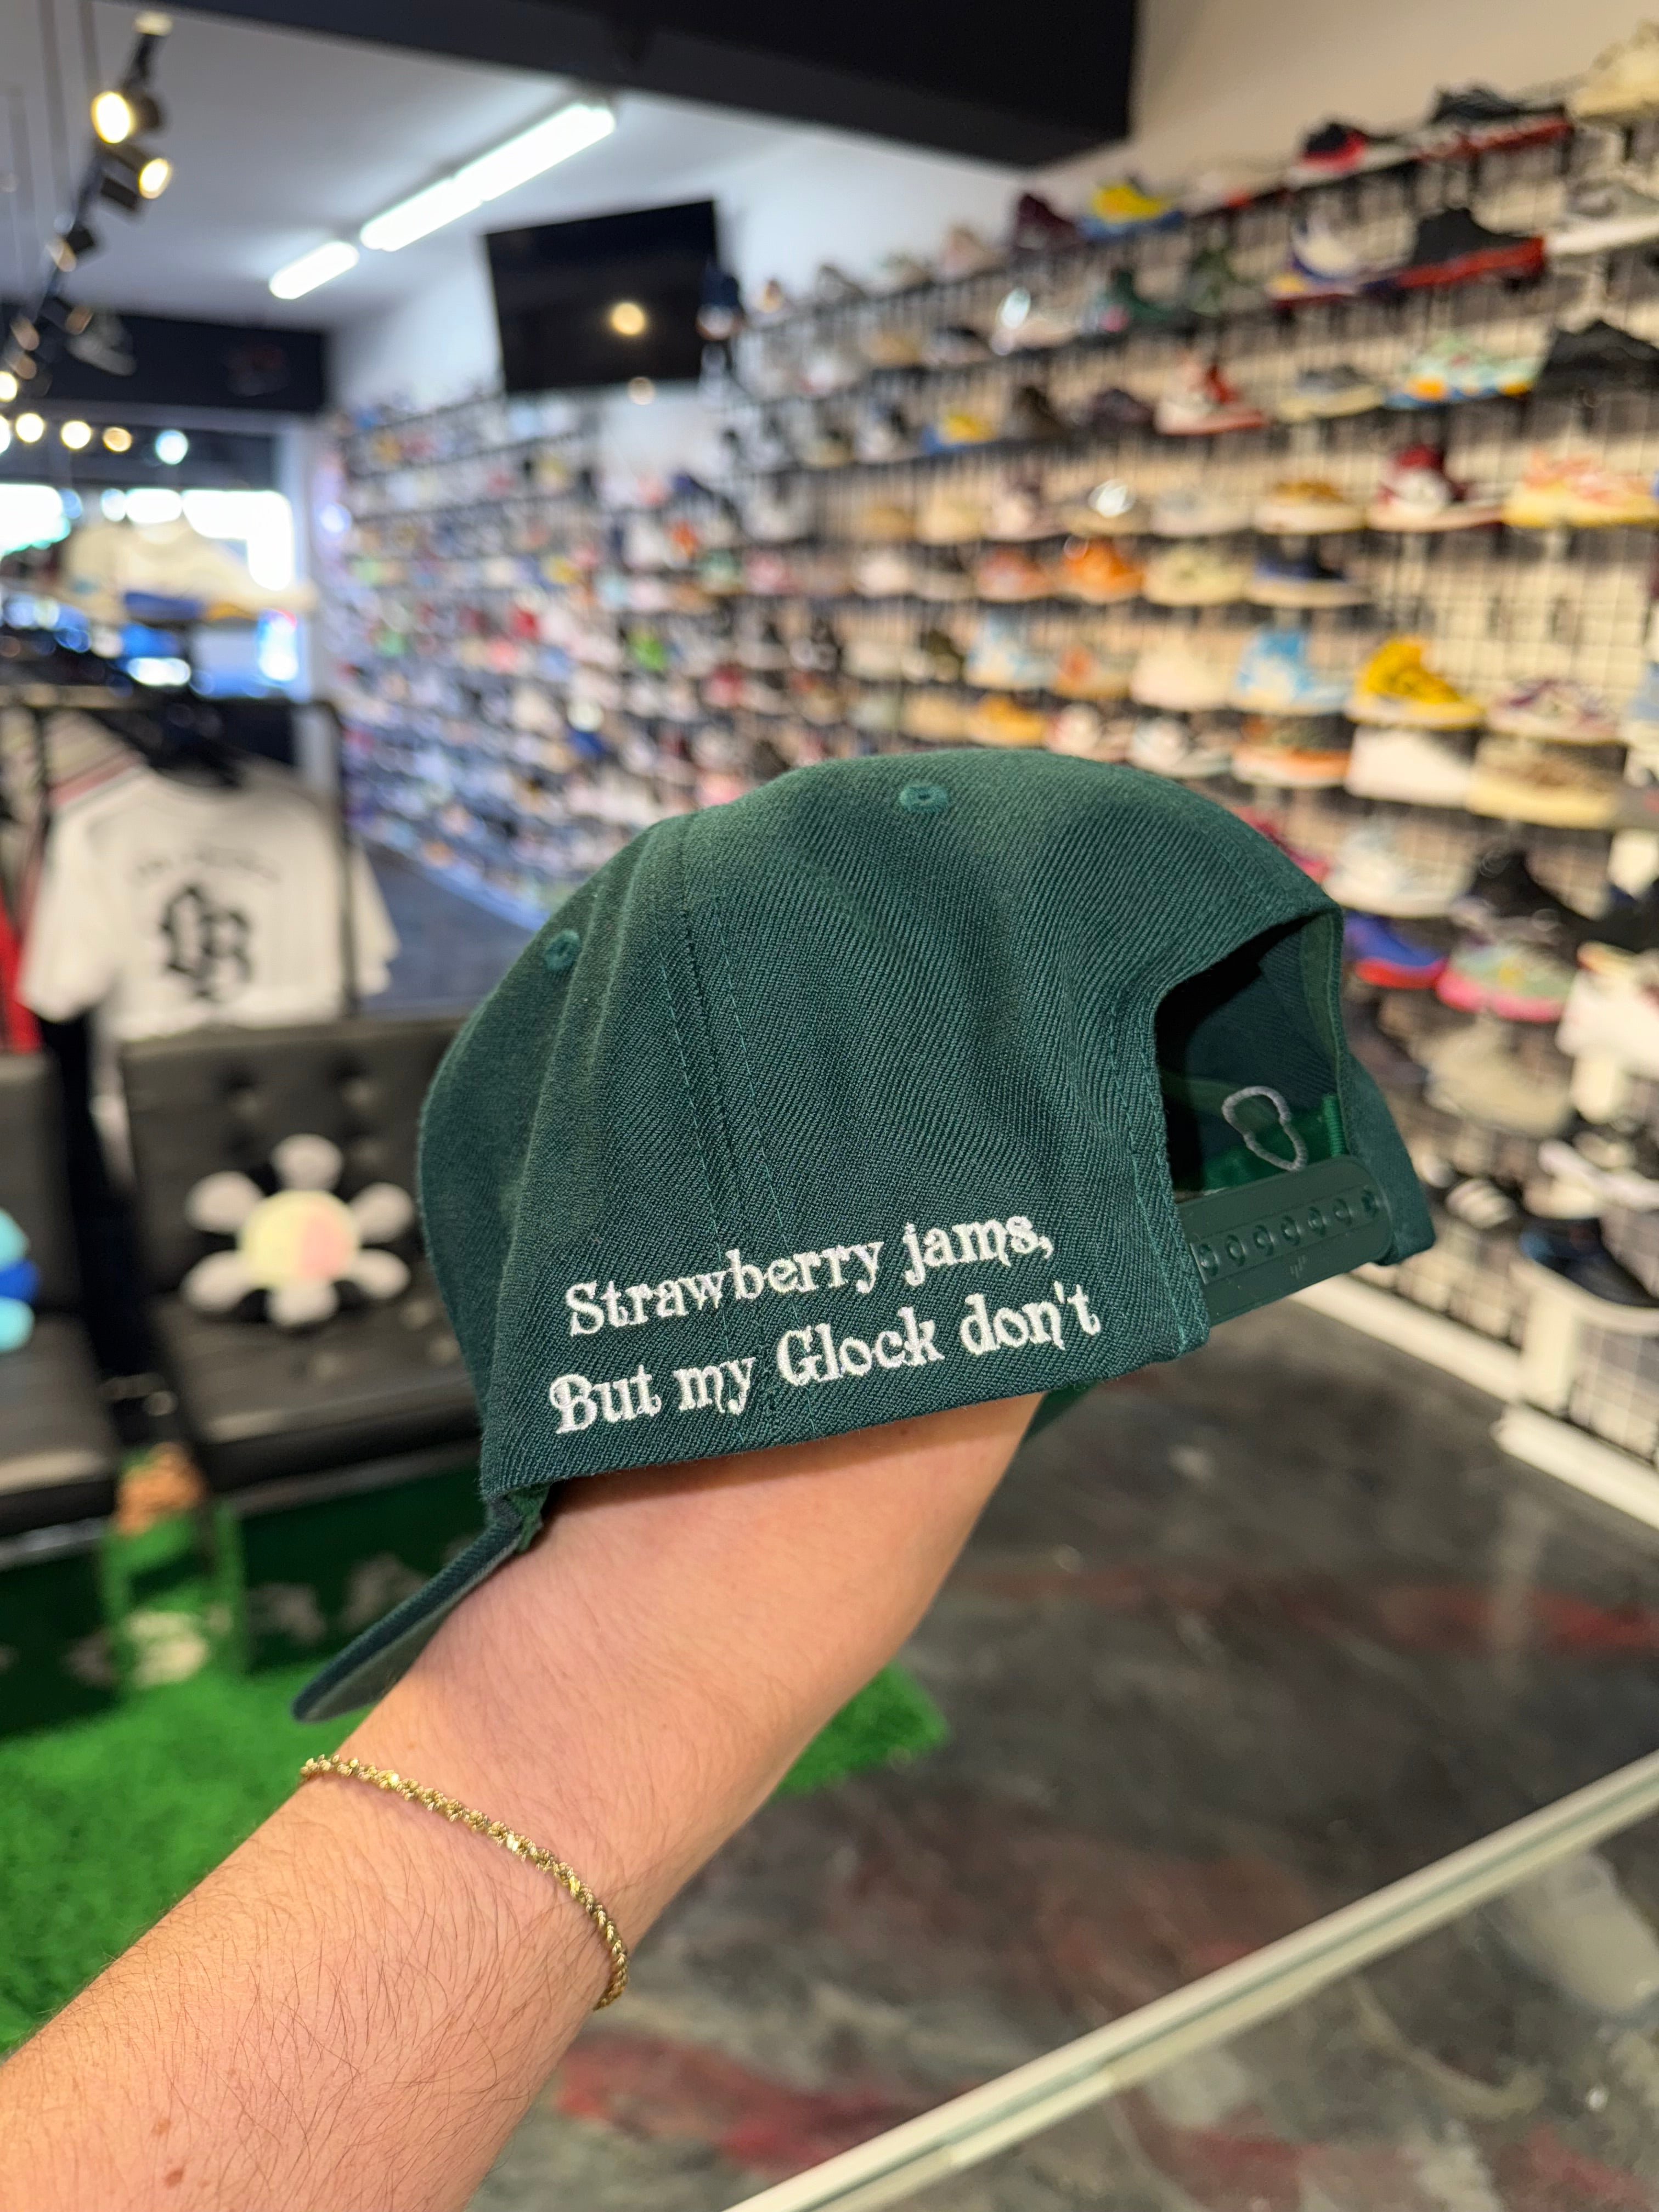 Strawberry jams,
But my Glock don't